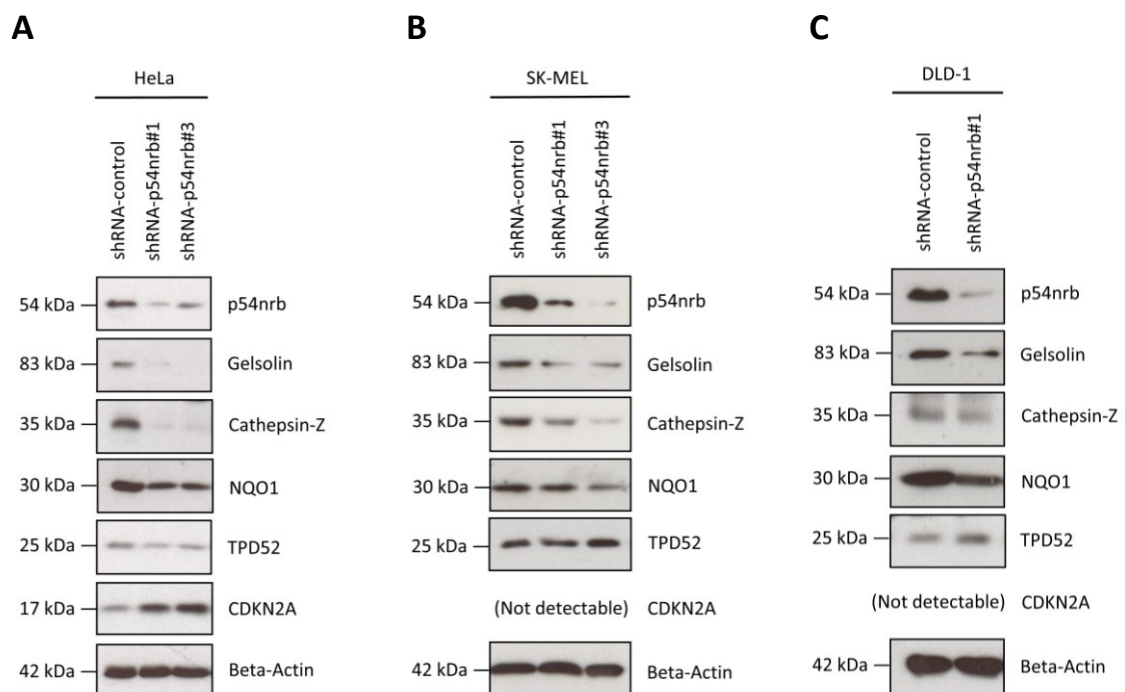 A
HeLa
shRNA-control
shRNA-p54nrb#1
shRNA-p54nrb#3
54 kDa p54nrb
83 kDa Gelsolin
35 kDa Cathepsin-Z
30 kDa NQO1
25 kDa TPD52
17 kDa CDKN2A
42 kDa Beta-Actin
B
SK-MEL
shRNA-control
shRNA-p54nrb#1
shRNA-p54nrb#3
54 kDa p54nrb
83 kDa Gelsolin
35 kDa Cathepsin-Z
30 kDa NQO1
25 kDa TPD52
(Not detectable) CDKN2A
42 kDa Beta-Actin
C
DLD-1
shRNA-control
shRNA-p54nrb#1
54 kDa p54nrb
83 kDa Gelsolin
35 kDa Cathepsin-Z
30 kDa NQO1
25 kDa TPD52
(Not detectable) CDKN2A
42 kDa Beta-Actin